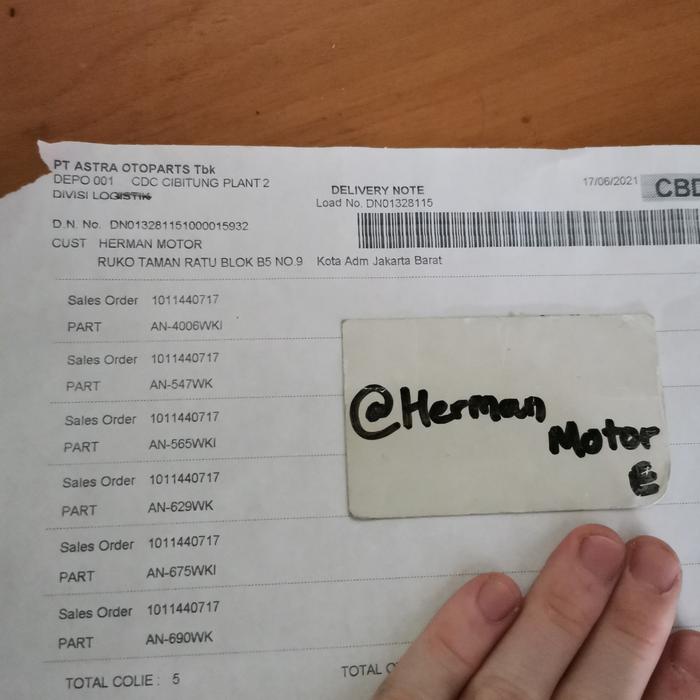 PT ASTRA OTOPARTS Tbk
DEPO 001 CDC CIBITUNG PLANT 2
DIVISI LOGISTIK
DELIVERY NOTE
Load No. DN01328115
17/06/2021
D.N. No. DN013281151000015932
CUST HERMAN MOTOR
RUKO TAMAN RATU BLOK B5 NO.9 Kota Adm Jakarta Barat
Sales Order 1011440717
PART AN-4006WKI
Sales Order 1011440717
PART AN-547WK
Sales Order 1011440717
PART AN-565WKI
Sales Order 1011440717
PART AN-629WK
Sales Order 1011440717
PART AN-675WKI
Sales Order 1011440717
PART AN-690WK
TOTAL COLIE : 5
TOTAL
@Herman
Motor
E